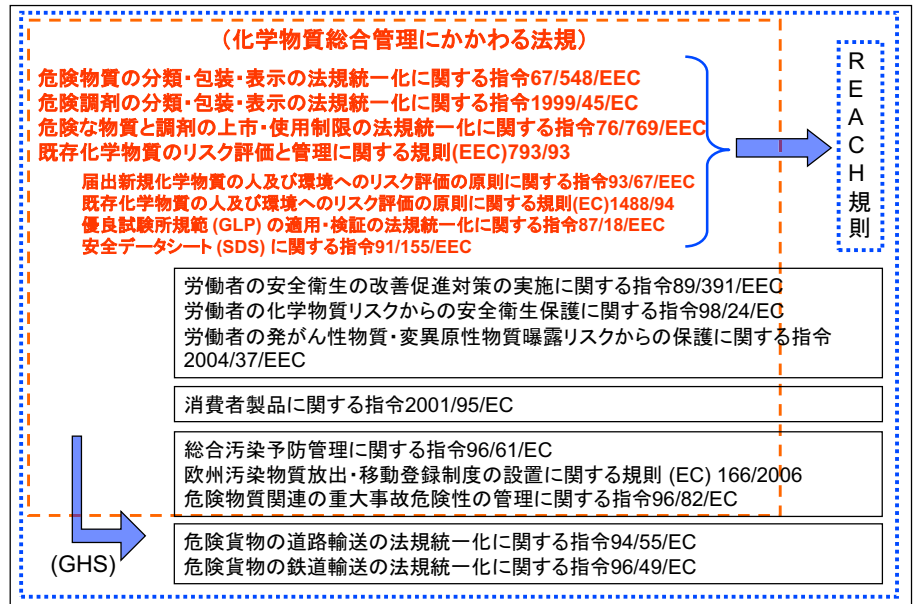 (化学物質総合管理にかかわる法規)
危険物質の分類・包装・表示の法規統一化に関する指令67/548/EEC
危険調剤の分類・包装・表示の法規統一化に関する指令1999/45/EC
危険な物質と調剤の上市・使用制限の法規統一化に関する指令76/769/EEC
既存化学物質のリスク評価と管理に関する規則(EEC)793/93
届出新規化学物質の人及び環境へのリスク評価の原則に関する指令93/67/EEC
既存化学物質の人及び環境へのリスク評価の原則に関する規則(EC)1488/94
優良試験所規範 (GLP) の適用・検証の法規統一化に関する指令87/18/EEC
安全データシート (SDS) に関する指令91/155/EEC
REACH規則
労働者の安全衛生の改善促進対策の実施に関する指令89/391/EEC
労働者の化学物質リスクからの安全衛生保護に関する指令98/24/EC
労働者の発がん性物質・変異原性物質曝露リスクからの保護に関する指令
2004/37/EEC
消費者製品に関する指令2001/95/EC
総合汚染予防管理に関する指令96/61/EC
欧州汚染物質放出・移動登録制度の設置に関する規則 (EC) 166/2006
危険物質関連の重大事故危険性の管理に関する指令96/82/EC
(GHS)
危険貨物の道路輸送の法規統一化に関する指令94/55/EC
危険貨物の鉄道輸送の法規統一化に関する指令96/49/EC